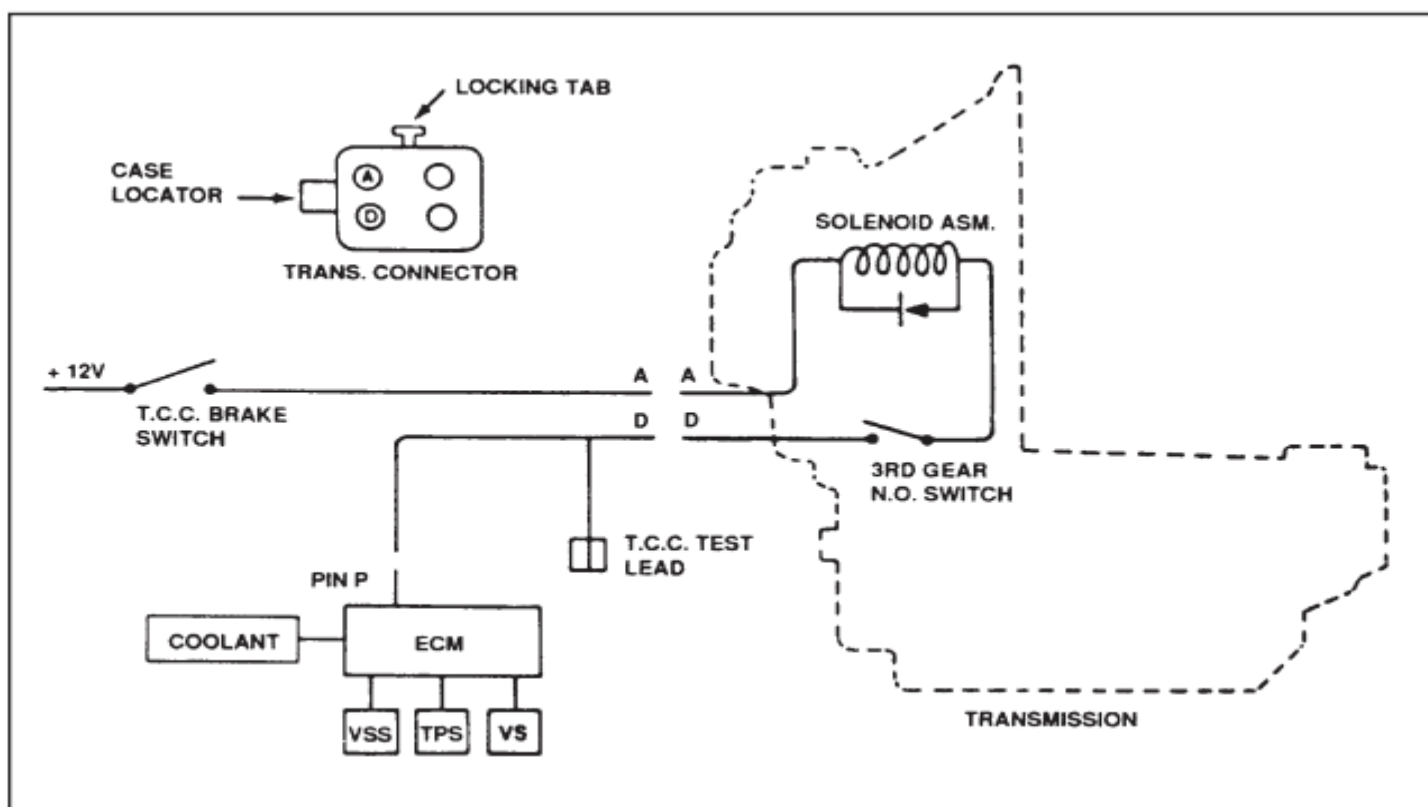 LOCKING TAB
CASE
LOCATOR
A
D
TRANS. CONNECTOR
SOLENOID ASM.
+ 12V
A A
T.C.C. BRAKE
SWITCH
D D
3RD GEAR
N.O. SWITCH
T.C.C. TEST
LEAD
PIN P
COOLANT
ECM
VSS TPS VS
TRANSMISSION